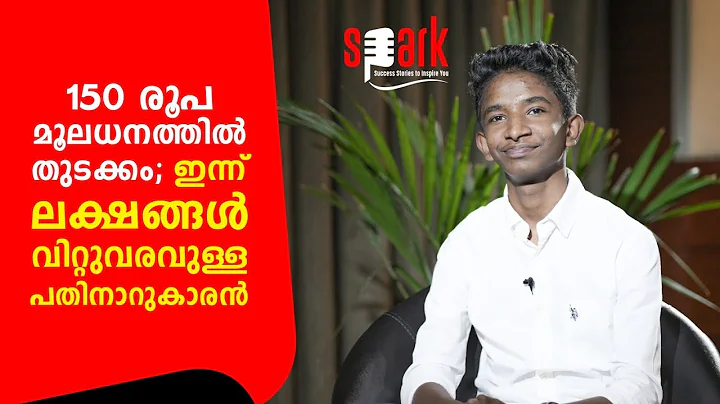 spark
Success Stories to Inspire You
150 രൂപ
മൂലധനത്തിൽ
തുടക്കം; ഇന്ന്
ലക്ഷങ്ങൾ
വിറ്റുവരവുള്ള
പതിനാറുകാരൻ